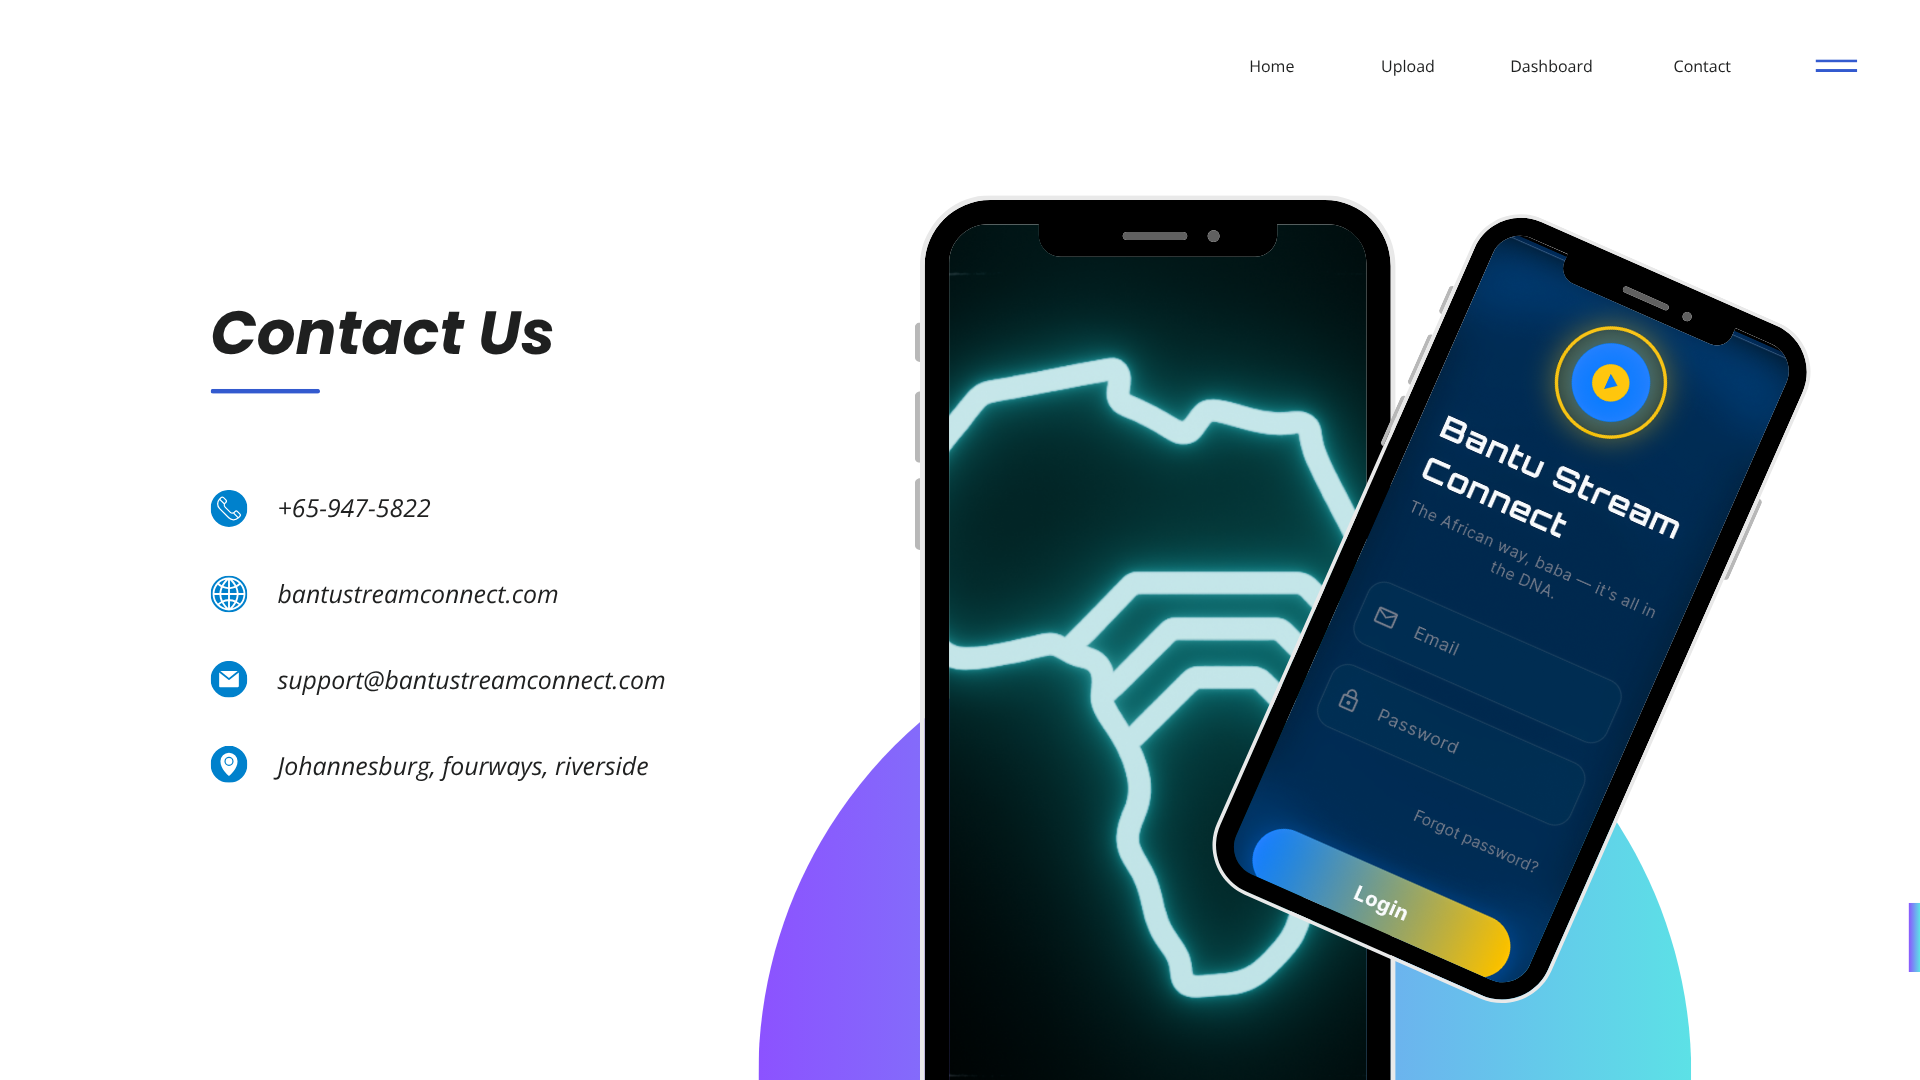 Home
Upload
Dashboard
Contact
Contact Us
+65-947-5822
bantustreamconnect.com
support@bantustreamconnect.com
Johannesburg, fourways, riverside
Bantu Stream
Connect
The African way, baba — it's all in
the DNA.
Email
Password
Forgot password?
Login